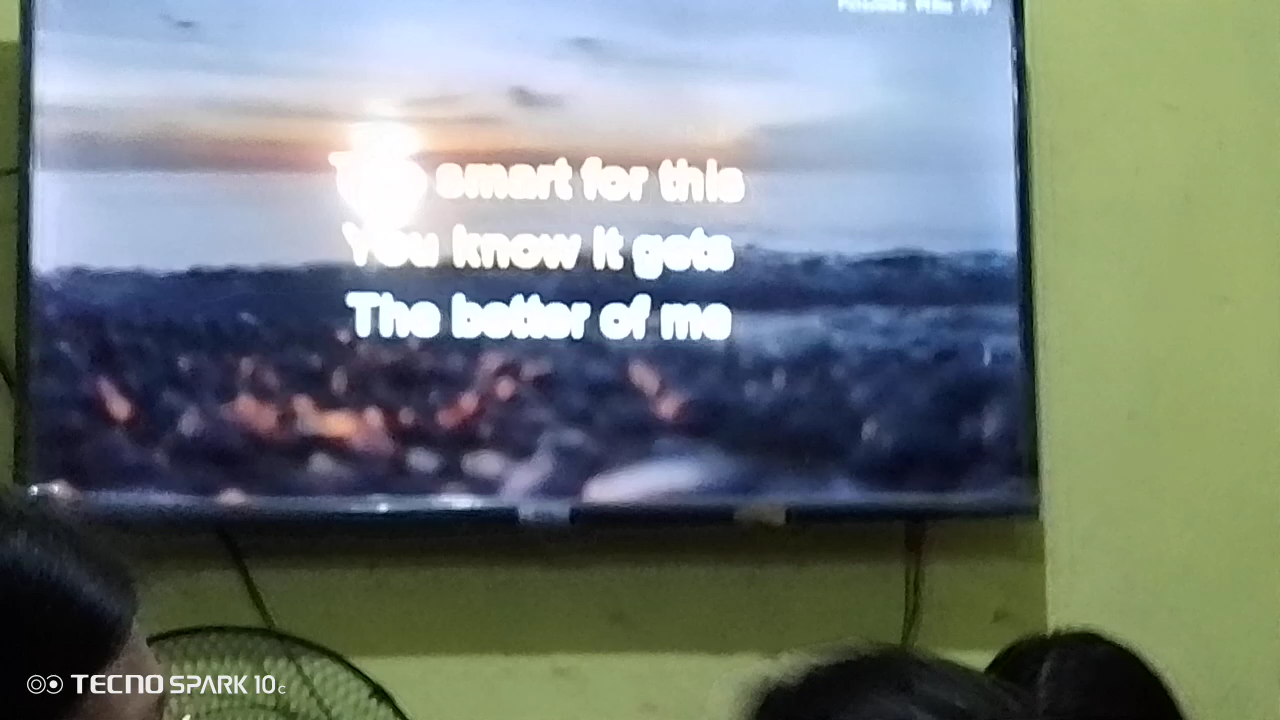 smart for this
You know it gets
The better of me
TECNO SPARK 10c